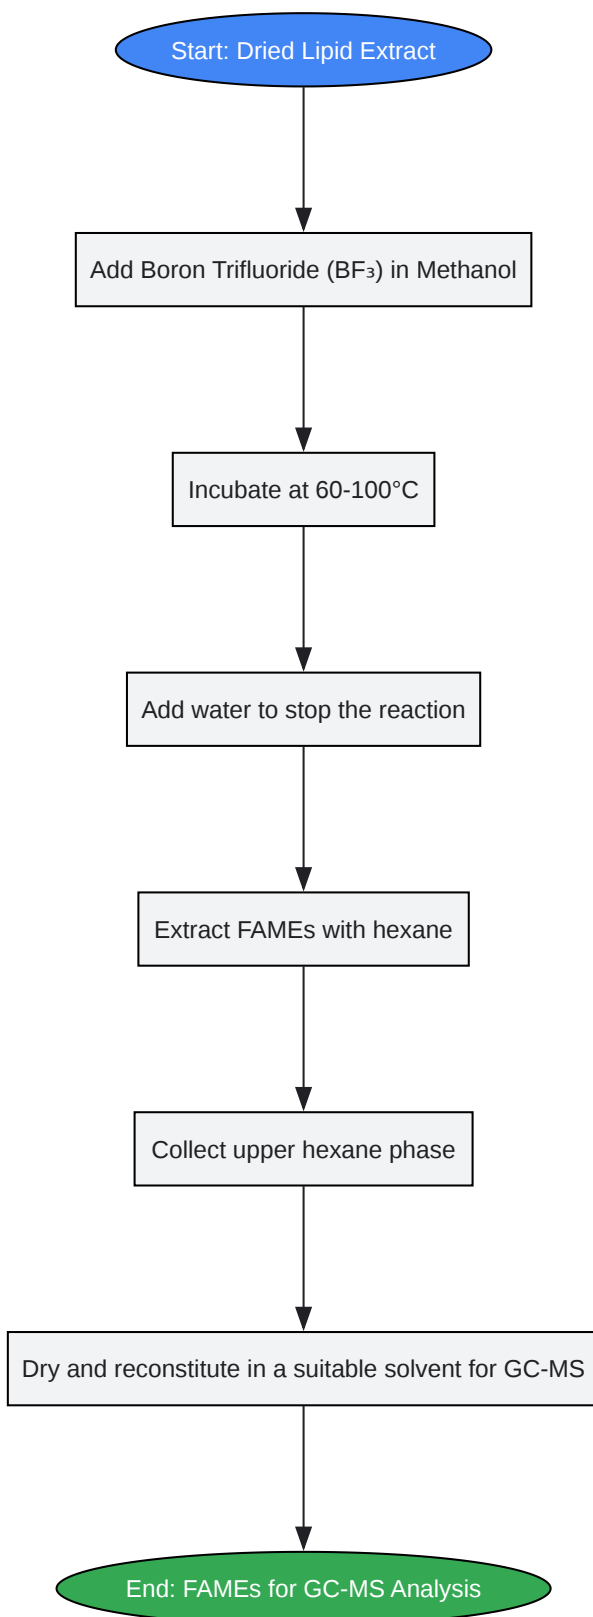 Start: Dried Lipid Extract
Add Boron Trifluoride (BF₃) in Methanol
Incubate at 60-100°C
Add water to stop the reaction
Extract FAMEs with hexane
Collect upper hexane phase
Dry and reconstitute in a suitable solvent for GC-MS
End: FAMEs for GC-MS Analysis